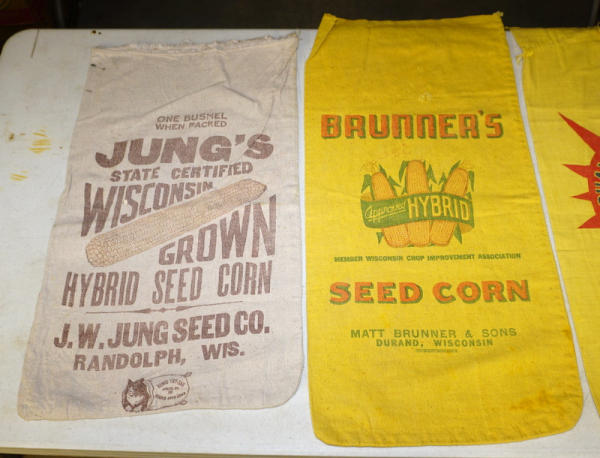 ONE BUSHEL
WHEN PACKED
JUNG'S
STATE CERTIFIED
WISCONSIN
GROWN
HYBRID SEED CORN
J. W. JUNG SEED CO.
RANDOLPH, WIS.
BRUNNER'S
Approved HYBRID
MEMBER WISCONSIN CROP IMPROVEMENT ASSOCIATION
SEED CORN
MATT BRUNNER & SONS
DURAND, WISCONSIN